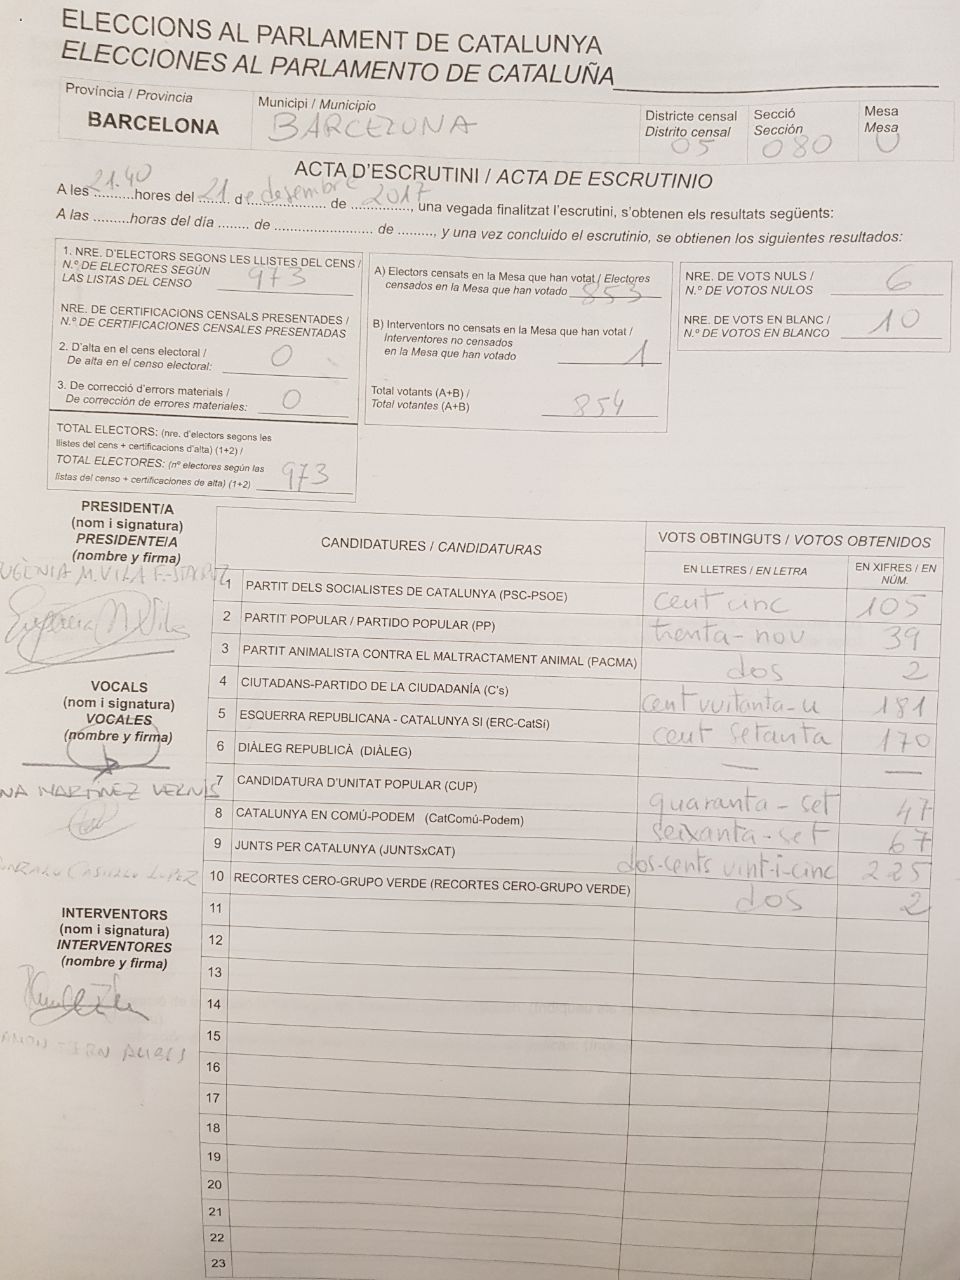 ELECCIONS AL PARLAMENT DE CATALUNYA
ELECCIONES AL PARLAMENTO DE CATALUÑA
Província / Provincia
BARCELONA
Municipi / Municipio
BARCELONA
Districte censal
Distrito censal
05
Secció
Sección
080
Mesa
Mesa
U
ACTA D'ESCRUTINI / ACTA DE ESCRUTINIO
A les 21.40 hores del 21 de desembre de 2017, una vegada finalitzat l'escrutini, s'obtenen els resultats següents:
A las .........horas del día ........ de ......................... de ........., y una vez concluido el escrutinio, se obtienen los siguientes resultados:
1. NRE. D'ELECTORS SEGONS LES LLISTES DEL CENS /
N.º DE ELECTORES SEGÚN
LAS LISTAS DEL CENSO 973
NRE. DE CERTIFICACIONS CENSALS PRESENTADES /
N.º DE CERTIFICACIONES CENSALES PRESENTADAS
2. D'alta en el cens electoral /
De alta en el censo electoral: 0
3. De correcció d'errors materials /
De corrección de errores materiales: 0
TOTAL ELECTORS: (nre. d'electors segons les
llistes del cens + certificacions d'alta) (1+2) /
TOTAL ELECTORES: (nº electores según las
listas del censo + certificaciones de alta) (1+2) 973
A) Electors censats en la Mesa que han votat / Electores
censados en la Mesa que han votado 853
B) Interventors no censats en la Mesa que han votat /
Interventores no censados
en la Mesa que han votado 1
Total votants (A+B) /
Total votantes (A+B) 854
NRE. DE VOTS NULS /
N.º DE VOTOS NULOS 6
NRE. DE VOTS EN BLANC /
N.º DE VOTOS EN BLANCO 10
PRESIDENT/A
(nom i signatura)
PRESIDENTE/A
(nombre y firma)
M. VILA
VOCALS
(nom i signatura)
VOCALES
(nombre y firma)
MARTÍNEZ
INTERVENTORS
(nom i signatura)
INTERVENTORES
(nombre y firma)
CANDIDATURES / CANDIDATURAS
VOTS OBTINGUTS / VOTOS OBTENIDOS
EN LLETRES / EN LETRA
EN XIFRES / EN NÚM.
1 PARTIT DELS SOCIALISTES DE CATALUNYA (PSC-PSOE) cent cinc 105
2 PARTIT POPULAR / PARTIDO POPULAR (PP) trenta-nou 39
3 PARTIT ANIMALISTA CONTRA EL MALTRACTAMENT ANIMAL (PACMA) dos 2
4 CIUTADANS-PARTIDO DE LA CIUDADANÍA (C's) cent vuitanta-u 181
5 ESQUERRA REPUBLICANA - CATALUNYA SI (ERC-CatSí) cent setanta 170
6 DIÀLEG REPUBLICÀ (DIÀLEG) — —
7 CANDIDATURA D'UNITAT POPULAR (CUP) quaranta-set 47
8 CATALUNYA EN COMÚ-PODEM (CatComú-Podem) seixanta-set 67
9 JUNTS PER CATALUNYA (JUNTSxCAT) dos-cents vint-i-cinc 225
10 RECORTES CERO-GRUPO VERDE (RECORTES CERO-GRUPO VERDE) dos 2
11
12
13
14
15
16
17
18
19
20
21
22
23